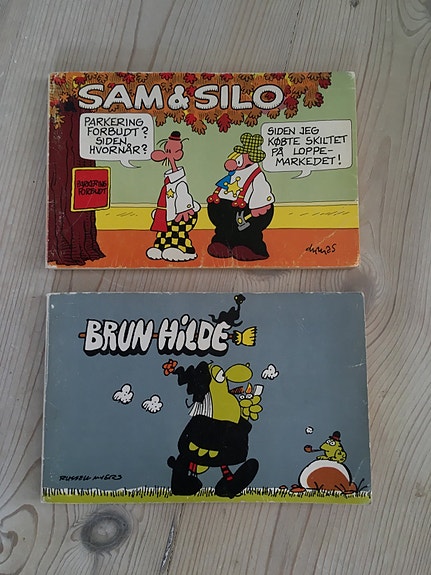 SAM & SILO
PARKERING
FORBUDT?
SIDEN
HVORNÅR?
SIDEN JEG
KØBTE SKILTET
PÅ LOPPE-
MARKEDET!
PARKERING
FORBUDT
dumas
BRUN-HILDE
RUSSELL MYERS